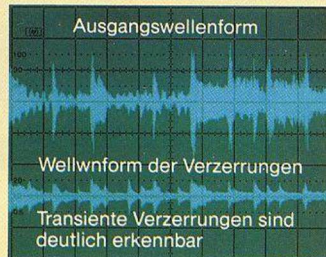 Ausgangswellenform
Wellwnform der Verzerrungen
Transiente Verzerrungen sind
deutlich erkennbar